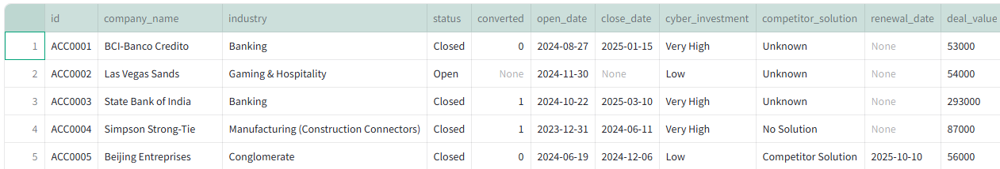 id company_name industry status converted open_date close_date cyber_investment competitor_solution renewal_date deal_value
1 ACC0001 BCI-Banco Credito Banking Closed 0 2024-08-27 2025-01-15 Very High Unknown None 53000
2 ACC0002 Las Vegas Sands Gaming & Hospitality Open None 2024-11-30 None Low Unknown None 54000
3 ACC0003 State Bank of India Banking Closed 1 2024-10-22 2025-03-10 Very High Unknown None 293000
4 ACC0004 Simpson Strong-Tie Manufacturing (Construction Connectors) Closed 1 2023-12-31 2024-06-11 Very High No Solution None 87000
5 ACC0005 Beijing Entreprises Conglomerate Closed 0 2024-06-19 2024-12-06 Low Competitor Solution 2025-10-10 56000